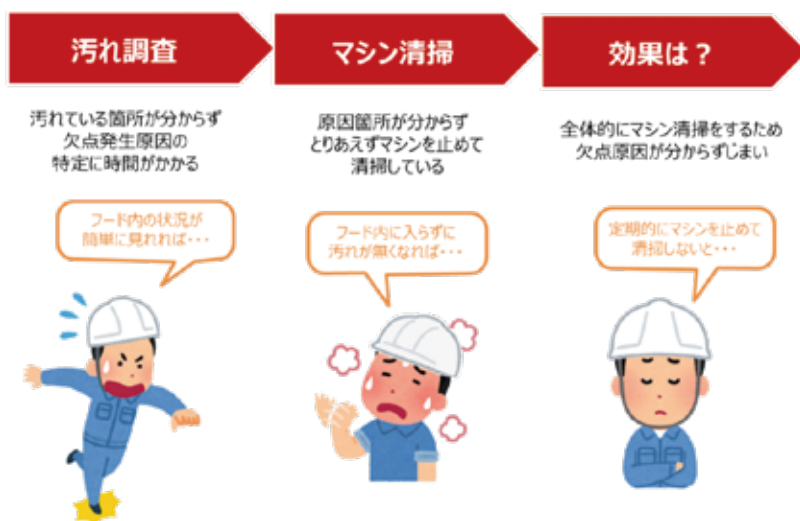 汚れ調査
マシン清掃
効果は？
汚れている箇所が分からず
欠点発生原因の
特定に時間がかかる
原因箇所が分からず
とりあえずマシンを止めて
清掃している
全体的にマシン清掃をするため
欠点原因が分からずじまい
フード内の状況が
簡単に見れれば・・・
フード内に入らずに
汚れが無くなれば・・・
定期的にマシンを止めて
清掃しないと・・・